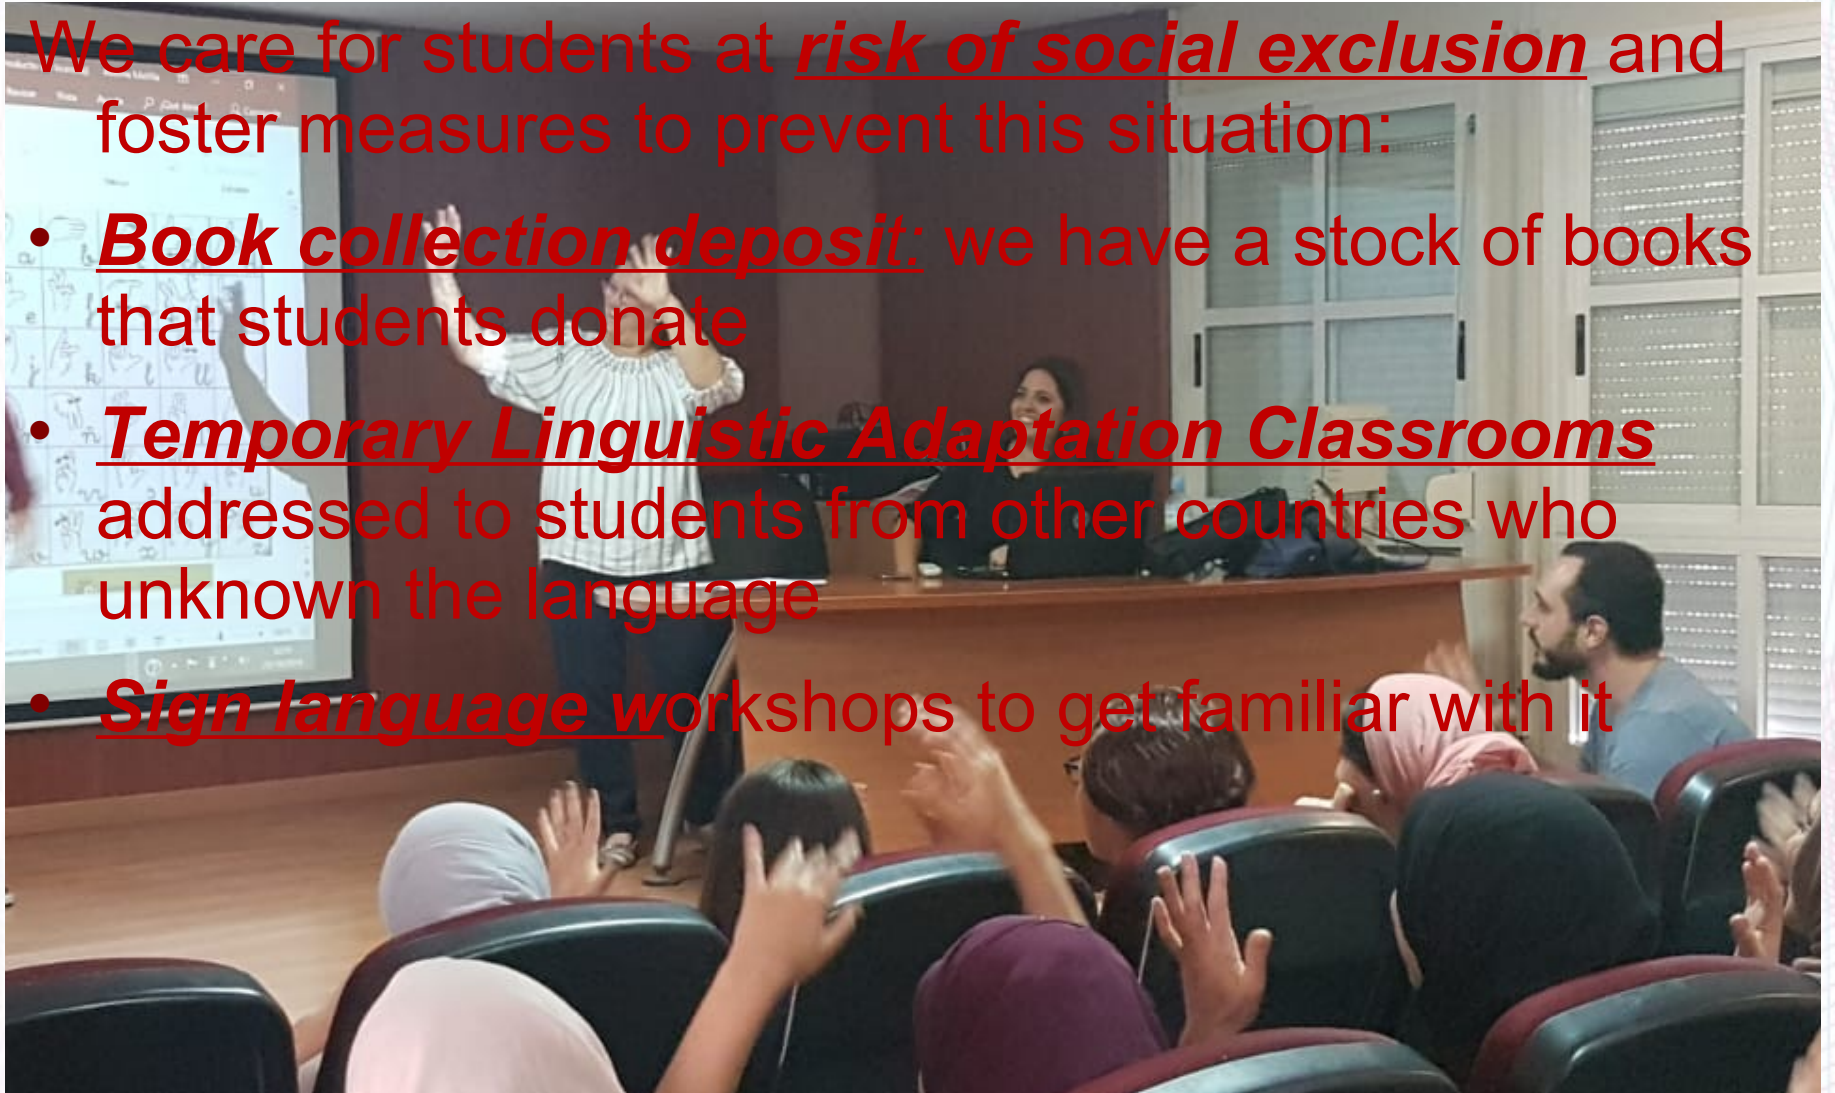 We care for students at risk of social exclusion and
foster measures to prevent this situation:
• Book collection deposit: we have a stock of books
that students donate
• Temporary Linguistic Adaptation Classrooms
addressed to students from other countries who
unknown the language
• Sign language workshops to get familiar with it